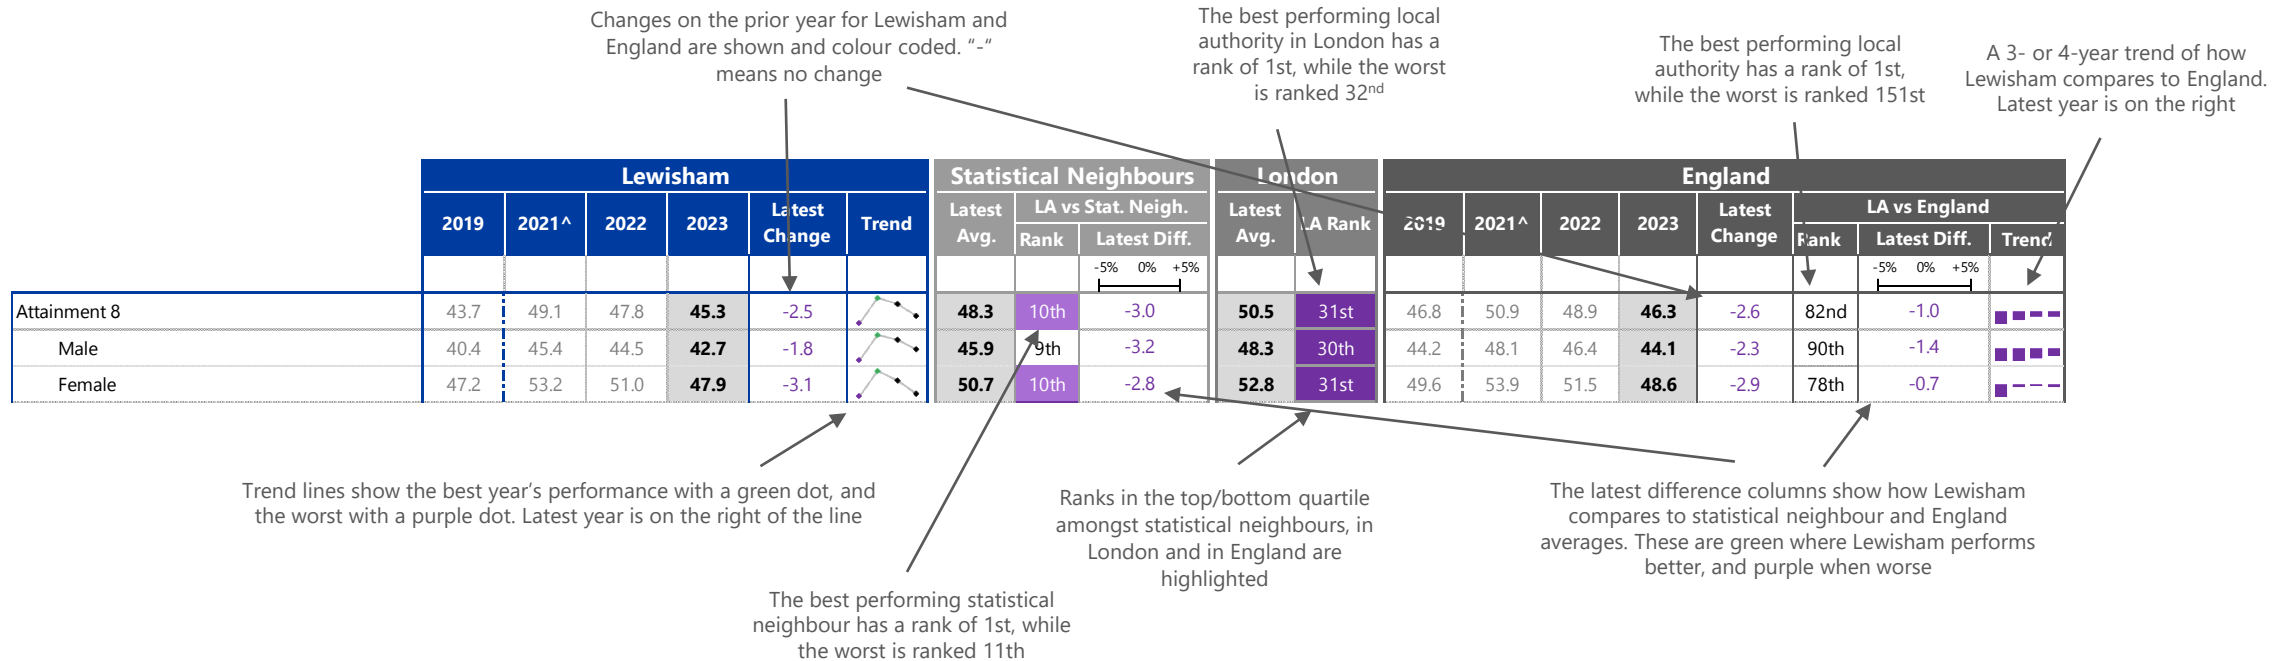 Changes on the prior year for Lewisham and
England are shown and colour coded. “-“
means no change
The best performing local
authority in London has a
rank of 1st, while the worst
is ranked 32nd
The best performing local
authority has a rank of 1st,
while the worst is ranked 151st
A 3- or 4-year trend of how
Lewisham compares to England.
Latest year is on the right
Lewisham Statistical Neighbours London England
2019 2021^ 2022 2023 Latest Change Trend Latest Avg. LA vs Stat. Neigh. Rank Latest Diff. Latest Avg. LA Rank 2019 2021^ 2022 2023 Latest Change LA vs England Rank Latest Diff. Trend
-5% 0% +5% -5% 0% +5%
Attainment 8 43.7 49.1 47.8 45.3 -2.5 48.3 10th -3.0 50.5 31st 46.8 50.9 48.9 46.3 -2.6 82nd -1.0
Male 40.4 45.4 44.5 42.7 -1.8 45.9 9th -3.2 48.3 30th 44.2 48.1 46.4 44.1 -2.3 90th -1.4
Female 47.2 53.2 51.0 47.9 -3.1 50.7 10th -2.8 52.8 31st 49.6 53.9 51.5 48.6 -2.9 78th -0.7
Trend lines show the best year’s performance with a green dot, and
the worst with a purple dot. Latest year is on the right of the line
The best performing statistical
neighbour has a rank of 1st, while
the worst is ranked 11th
Ranks in the top/bottom quartile
amongst statistical neighbours, in
London and in England are
highlighted
The latest difference columns show how Lewisham
compares to statistical neighbour and England
averages. These are green where Lewisham performs
better, and purple when worse